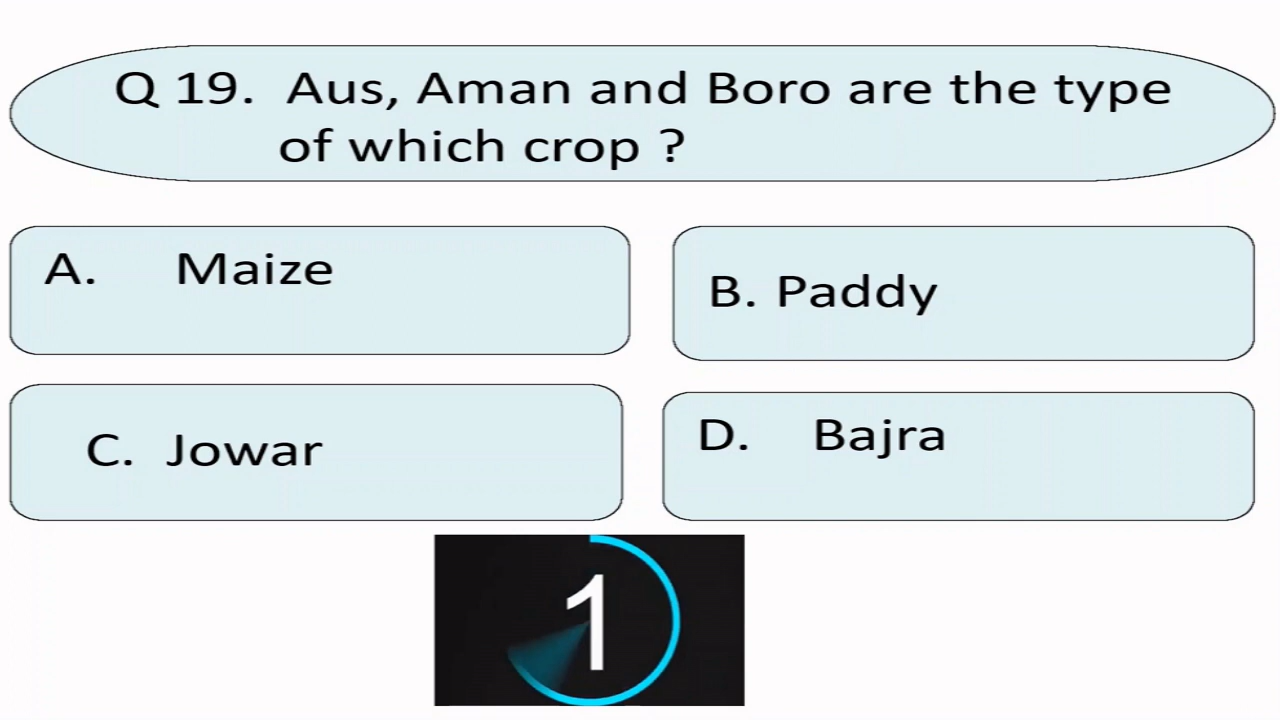 Q 19. Aus, Aman and Boro are the type
of which crop ?
A. Maize
B. Paddy
C. Jowar
D. Bajra
1